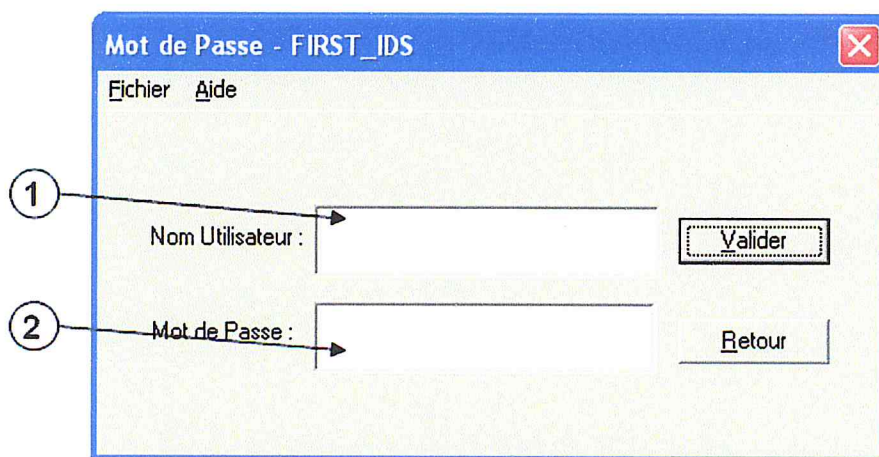 Mot de Passe - FIRST_IDS
Fichier Aide
1
Nom Utilisateur :
Valider
2
Mot de Passe :
Retour